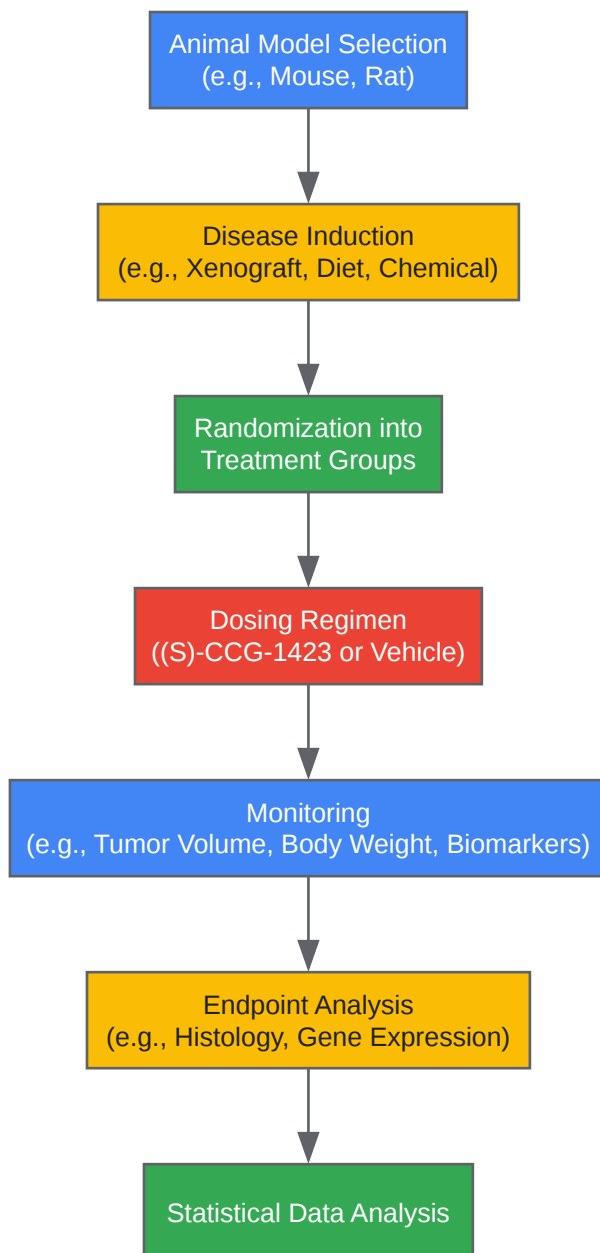 Animal Model Selection
(e.g., Mouse, Rat)
Disease Induction
(e.g., Xenograft, Diet, Chemical)
Randomization into
Treatment Groups
Dosing Regimen
((S)-CCG-1423 or Vehicle)
Monitoring
(e.g., Tumor Volume, Body Weight, Biomarkers)
Endpoint Analysis
(e.g., Histology, Gene Expression)
Statistical Data Analysis